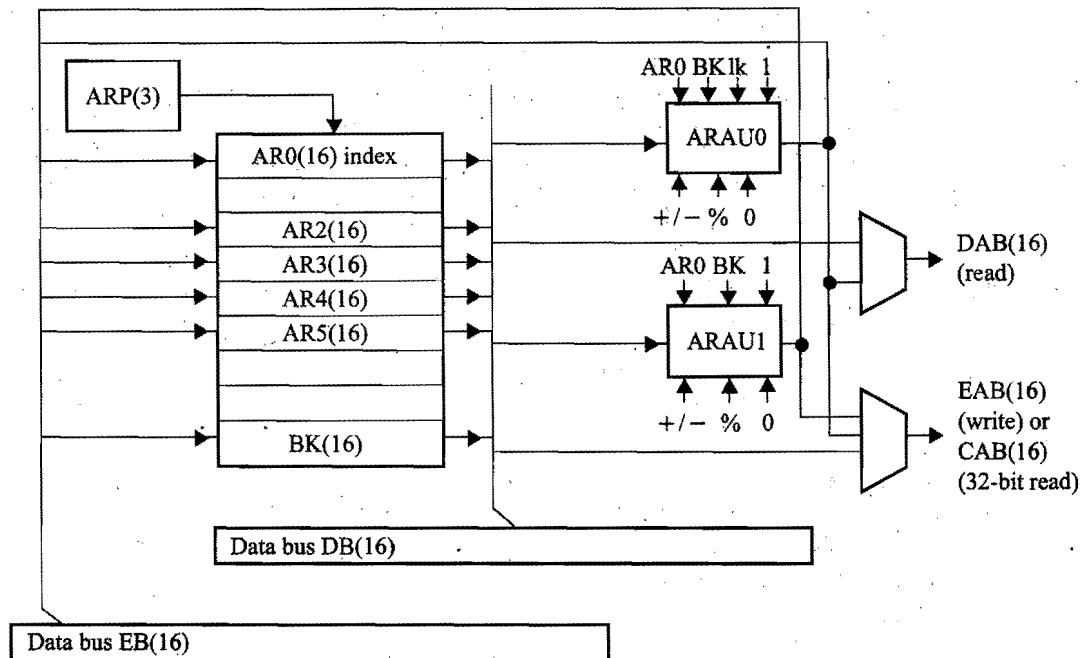 AR0 BK lk 1
ARP(3)
ARAU0
AR0(16) index
+/− % 0
AR2(16)
DAB(16)
(read)
AR3(16)
AR0 BK 1
AR4(16)
AR5(16)
ARAU1
EAB(16)
(write) or
CAB(16)
(32-bit read)
+/− % 0
BK(16)
Data bus DB(16)
Data bus EB(16)